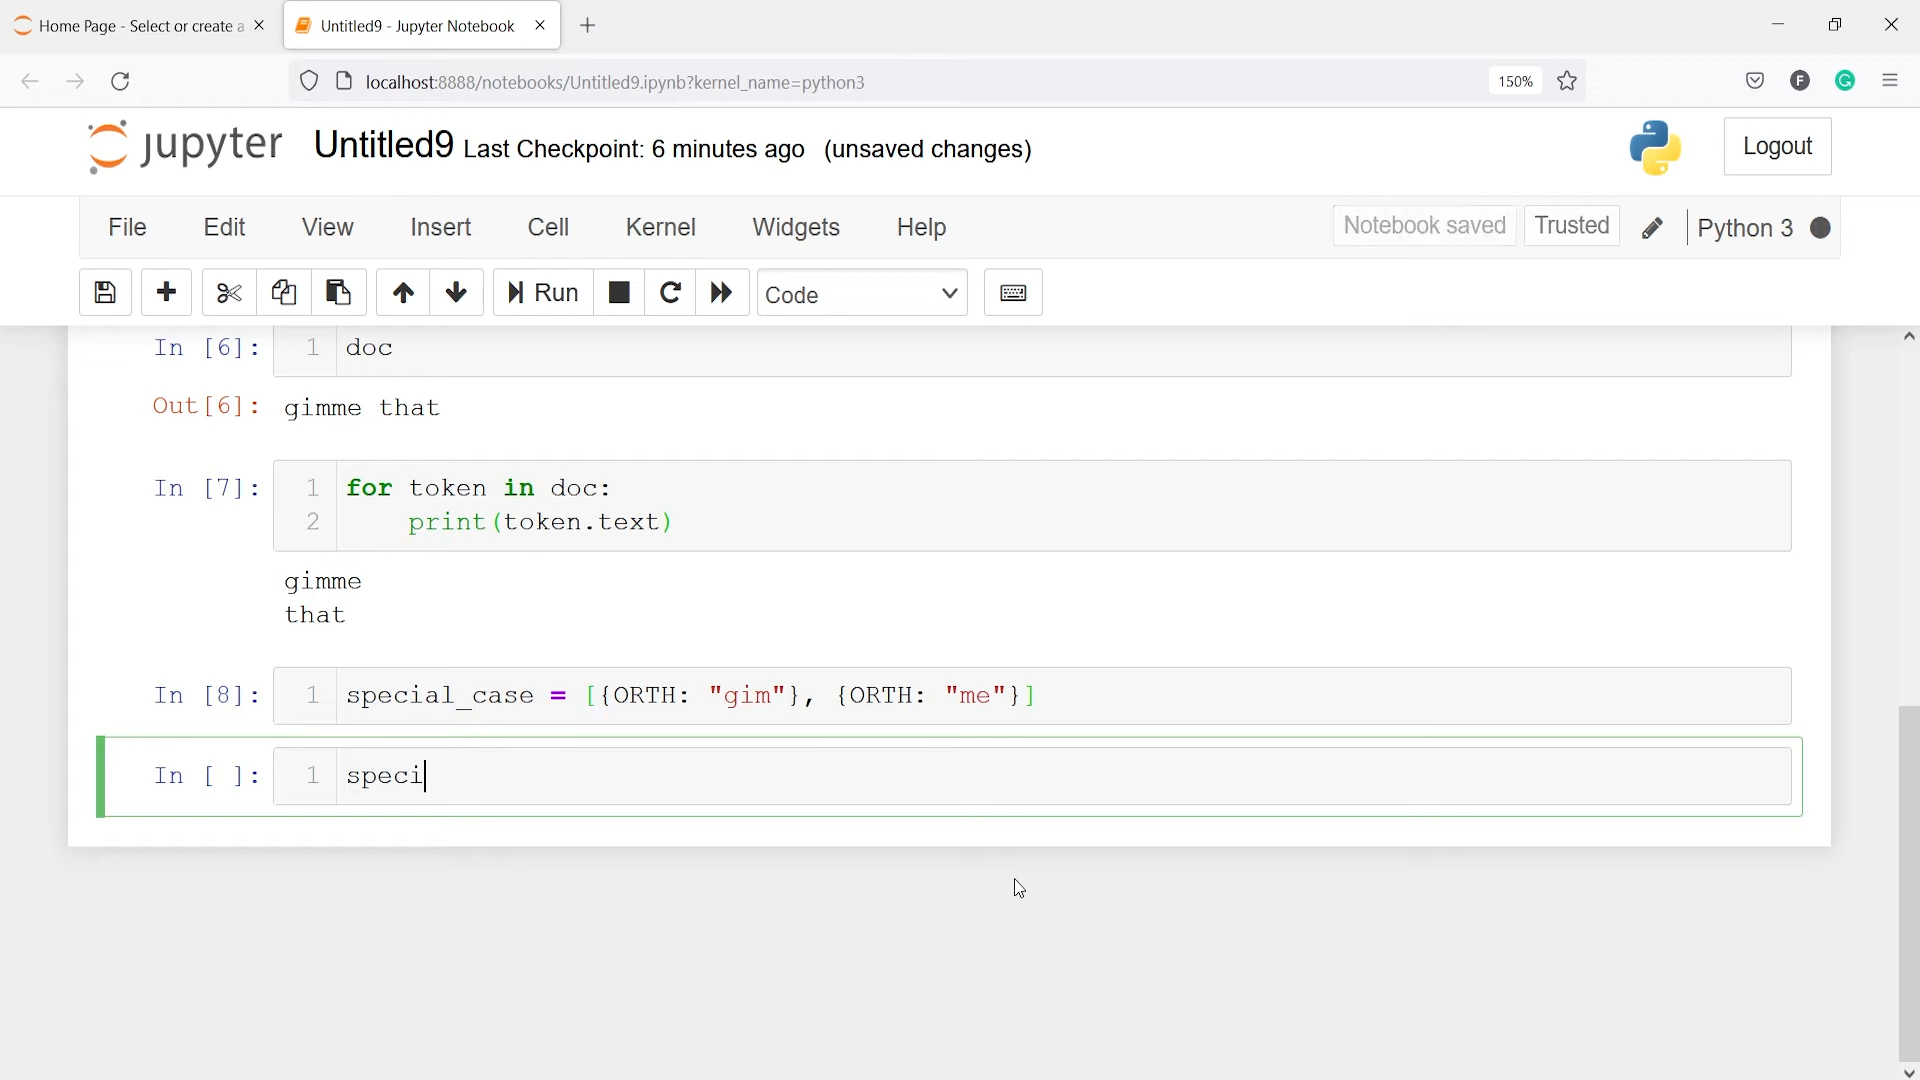 Home Page - Select or create a
Untitled9 - Jupyter Notebook
localhost:8888/notebooks/Untitled9.ipynb?kernel_name=python3
150%
F
G
jupyter Untitled9 Last Checkpoint: 6 minutes ago (unsaved changes)
Logout
File Edit View Insert Cell Kernel Widgets Help
Notebook saved Trusted Python 3
Run Code
In [6]: 1 doc
Out[6]: gimme that
In [7]: 1 for token in doc:
2 print(token.text)
gimme
that
In [8]: 1 special_case = [{ORTH: "gim"}, {ORTH: "me"}]
In [ ]: 1 speci